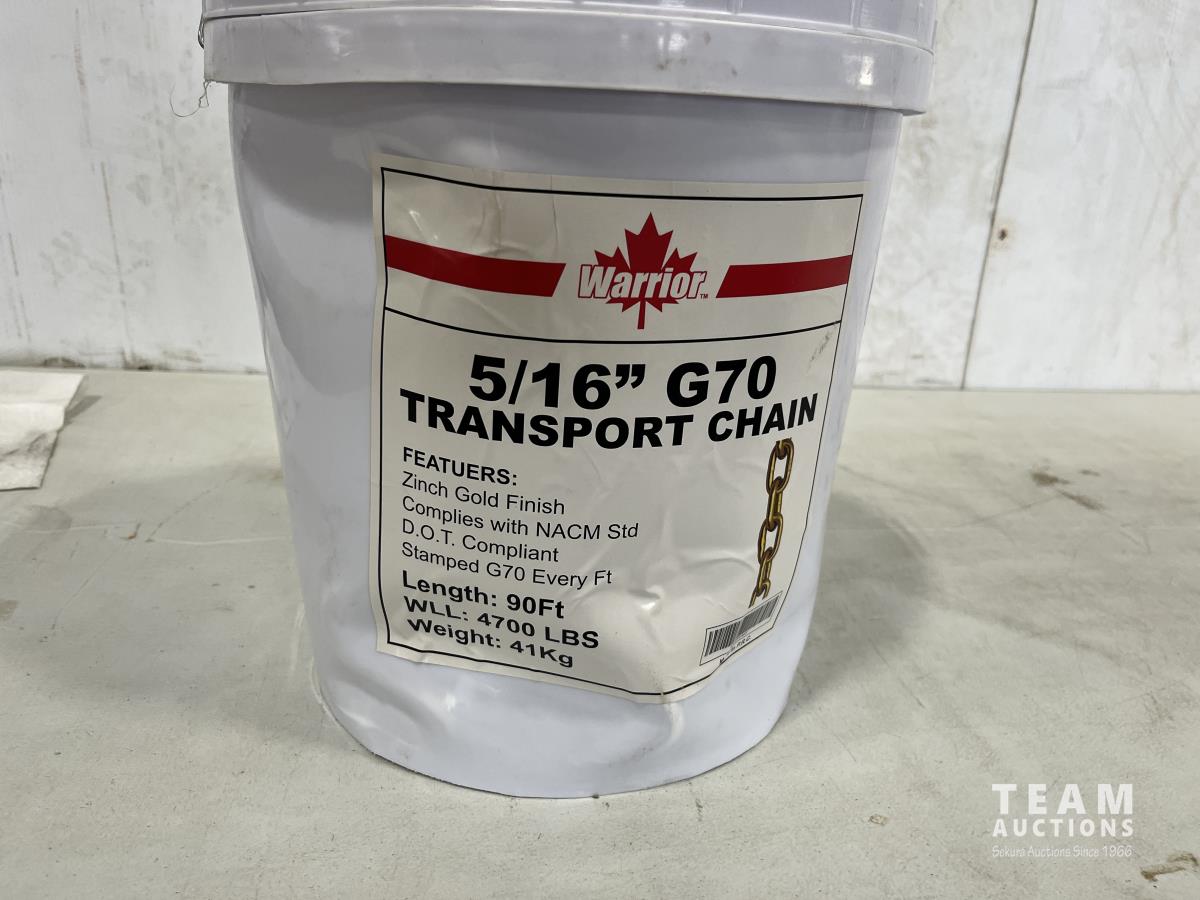 Warrior™
5/16” G70
TRANSPORT CHAIN
FEATUERS:
Zinch Gold Finish
Complies with NACM Std
D.O.T. Compliant
Stamped G70 Every Ft
Length: 90Ft
WLL: 4700 LBS
Weight: 41Kg
P.R.C.
TEAM
AUCTIONS
Sekura Auctions Since 1966